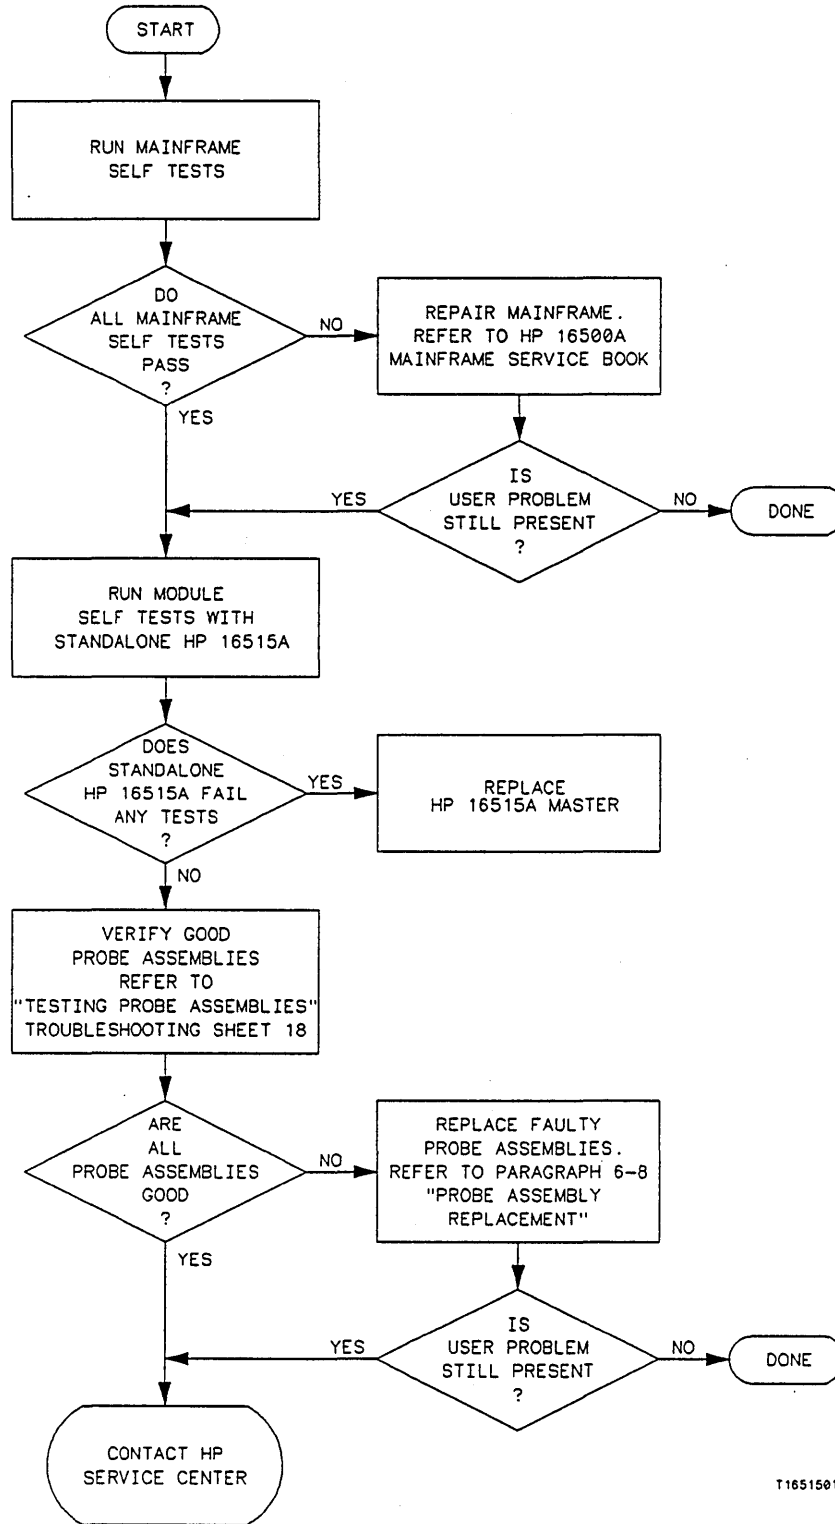 START
RUN MAINFRAME
SELF TESTS
DO
ALL MAINFRAME
SELF TESTS
PASS
?
NO
YES
REPAIR MAINFRAME.
REFER TO HP 16500A
MAINFRAME SERVICE BOOK
IS
USER PROBLEM
STILL PRESENT
?
YES
NO
DONE
RUN MODULE
SELF TESTS WITH
STANDALONE HP 16515A
DOES
STANDALONE
HP 16515A FAIL
ANY TESTS
?
YES
NO
REPLACE
HP 16515A MASTER
VERIFY GOOD
PROBE ASSEMBLIES
REFER TO
"TESTING PROBE ASSEMBLIES"
TROUBLESHOOTING SHEET 18
ARE
ALL
PROBE ASSEMBLIES
GOOD
?
NO
YES
REPLACE FAULTY
PROBE ASSEMBLIES.
REFER TO PARAGRAPH 6-8
"PROBE ASSEMBLY
REPLACEMENT"
IS
USER PROBLEM
STILL PRESENT
?
YES
NO
DONE
CONTACT HP
SERVICE CENTER
T1651501